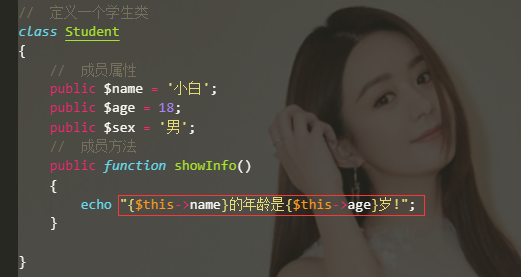 // 定义一个学生类
class Student
{
// 成员属性
public $name = '小白';
public $age = 18;
public $sex = '男';
// 成员方法
public function showInfo()
{
echo "{$this->name}的年龄是{$this->age}岁!";
}
}